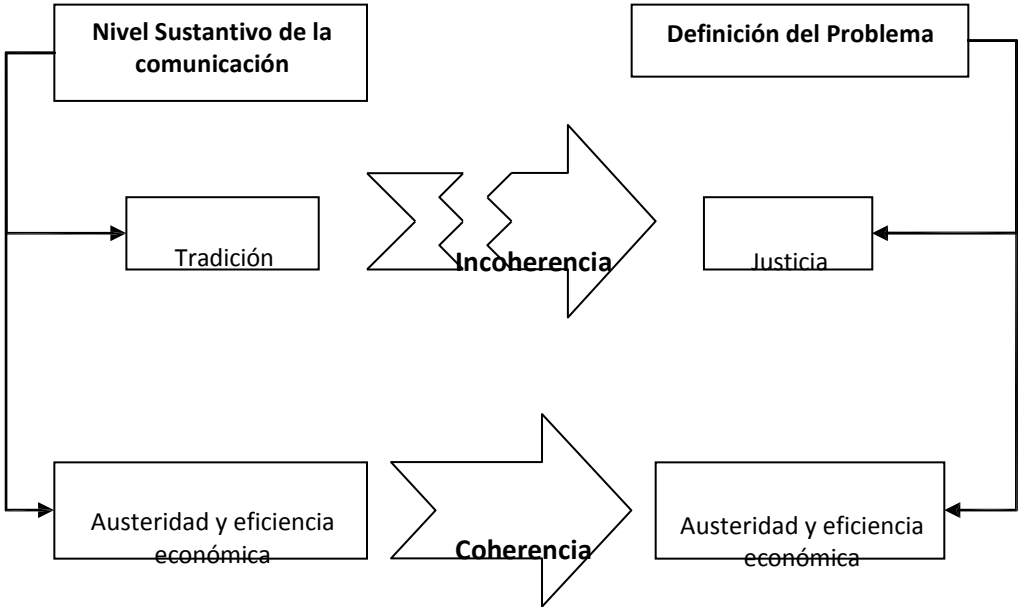 Nivel Sustantivo de la
comunicación
Definición del Problema
Tradición
Incoherencia
Justicia
Austeridad y eficiencia
económica
Coherencia
Austeridad y eficiencia
económica